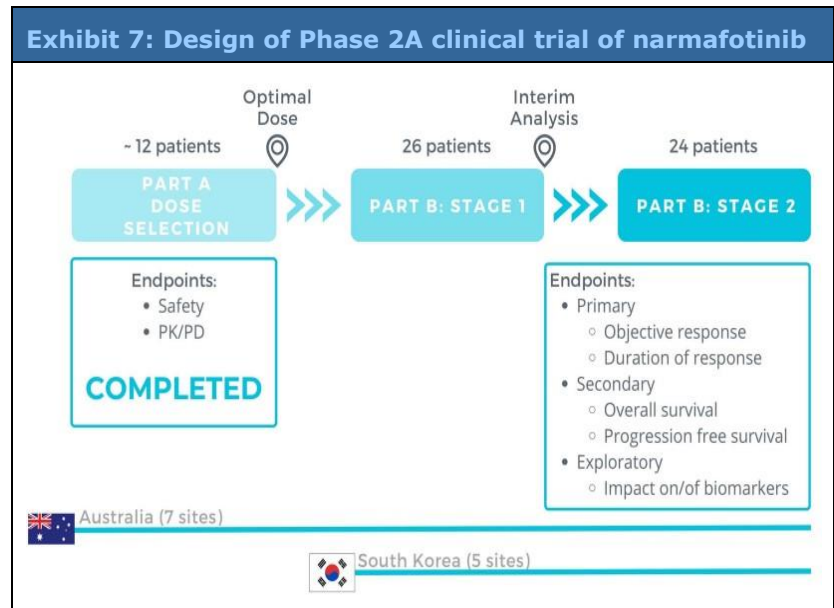 Exhibit 7: Design of Phase 2A clinical trial of narmafotinib
Optimal
Dose
Interim
Analysis
~ 12 patients
26 patients
24 patients
PART A
DOSE
SELECTION
PART B: STAGE 1
PART B: STAGE 2
Endpoints:
• Safety
• PK/PD
COMPLETED
Endpoints:
• Primary
○ Objective response
○ Duration of response
• Secondary
○ Overall survival
○ Progression free survival
• Exploratory
○ Impact on/of biomarkers
Australia (7 sites)
South Korea (5 sites)